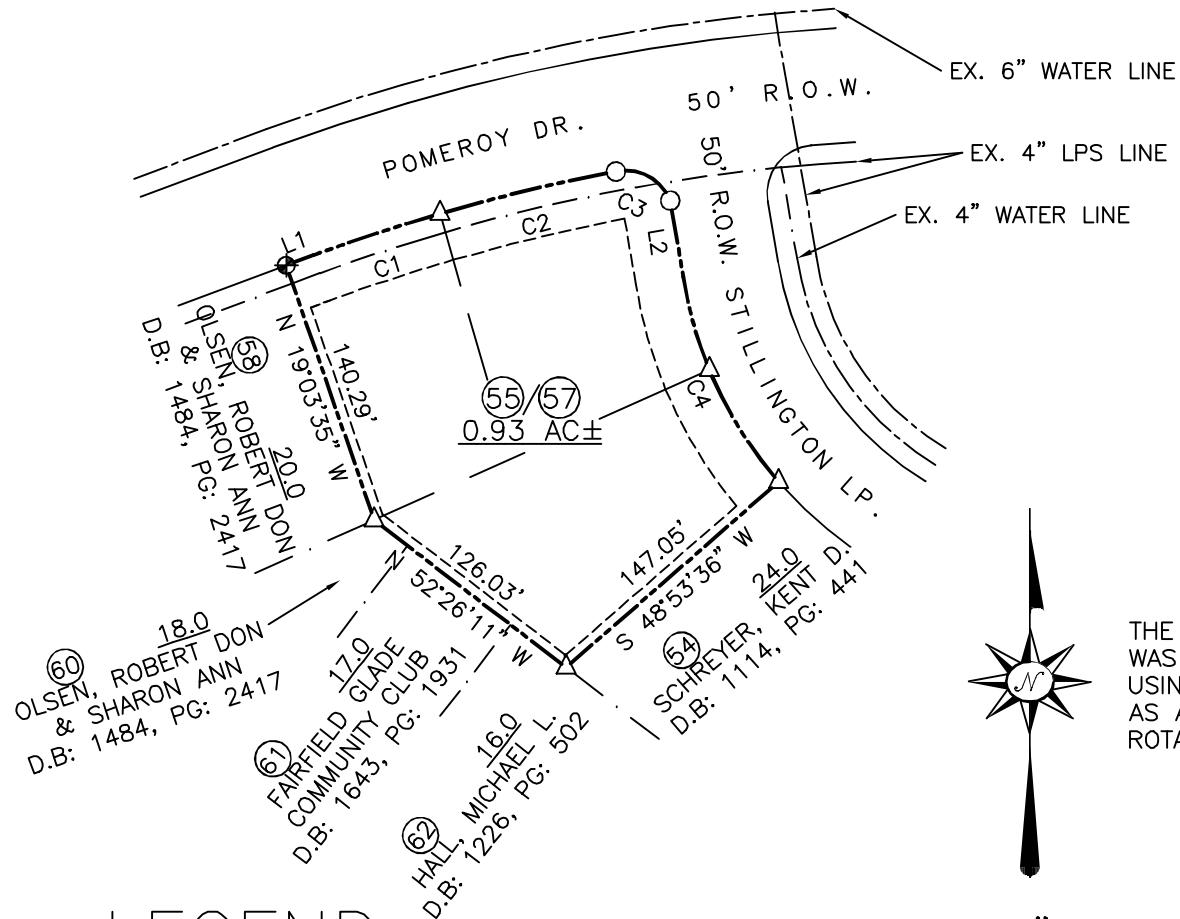 EX. 6" WATER LINE
50' R.O.W.
POMEROY DR.
EX. 4" LPS LINE
50' R.O.W. STILLINGTON LP.
EX. 4" WATER LINE
L1
C1
C2
C3
L2
C4
58
OLSEN, ROBERT DON
& SHARON ANN
D.B: 1484, PG: 2417
20.0
N 19°03'35" W
140.29'
55/57
0.93 AC±
126.03'
N 52°26'11" W
147.05'
S 48°53'36" W
60
18.0
OLSEN, ROBERT DON
& SHARON ANN
D.B: 1484, PG: 2417
61
17.0
FAIRFIELD GLADE
COMMUNITY CLUB
D.B: 1643, PG: 1931
62
16.0
HALL, MICHAEL L.
D.B: 1226, PG: 502
54
24.0
SCHREYER, KENT D.
D.B: 1114, PG: 441
N
THE
WAS
USIN
AS A
ROTA
LEGEND